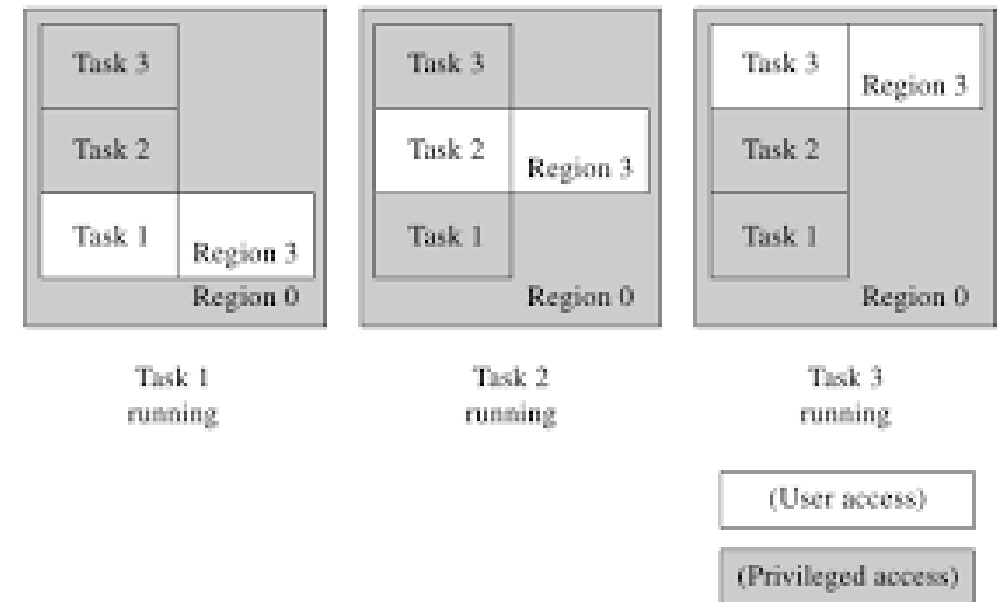 Task 3
Task 2
Task 1
Region 3
Region 0
Task 1
running
Task 3
Task 2
Region 3
Task 1
Region 0
Task 2
running
Task 3
Region 3
Task 2
Task 1
Region 0
Task 3
running
(User access)
(Privileged access)